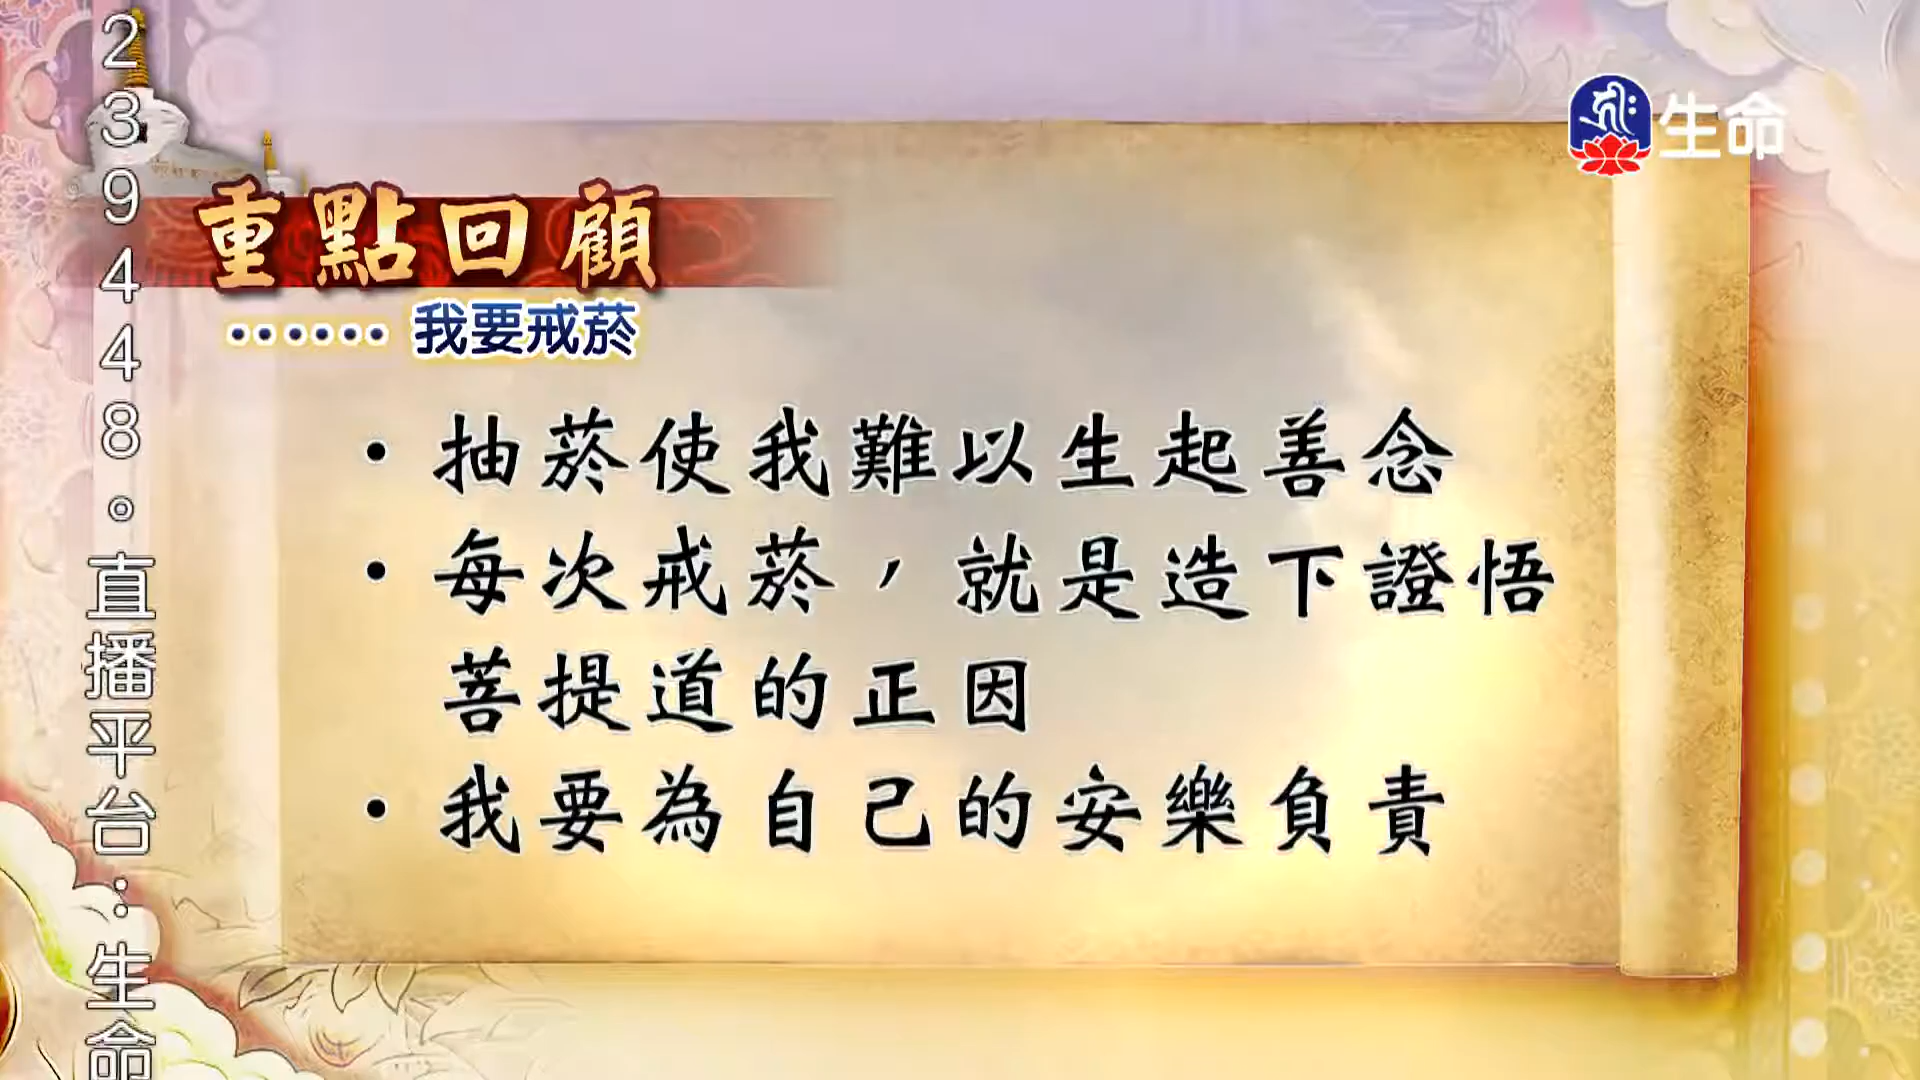 生命
重點回顧
······ 我要戒菸
・抽菸使我難以生起善念
・每次戒菸，就是造下證悟
菩提道的正因
・我要為自己的安樂負責
2394448。直播平台：生命